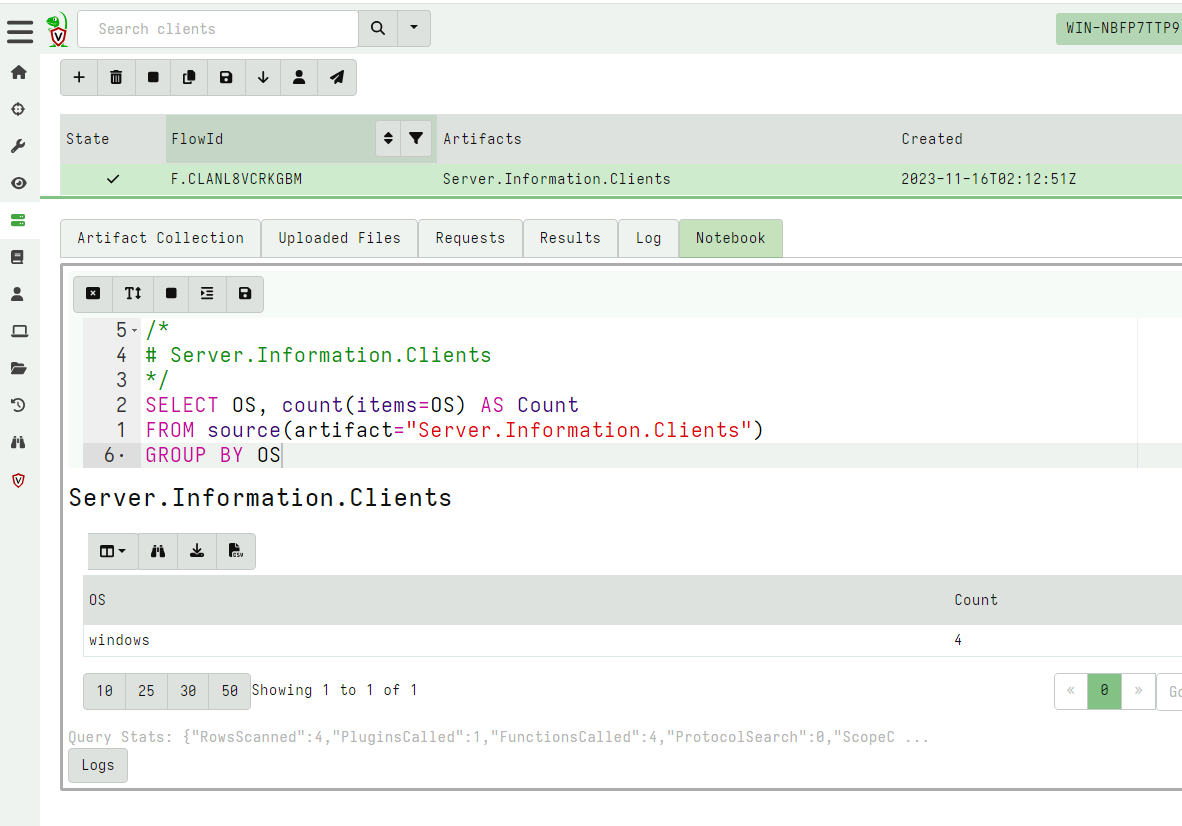 Search clients
WIN-NBFP7TTP9
State FlowId Artifacts Created
F.CLANL8VCRKGBM Server.Information.Clients 2023-11-16T02:12:51Z
Artifact Collection Uploaded Files Requests Results Log Notebook
5 /*
4 # Server.Information.Clients
3 */
2 SELECT OS, count(items=OS) AS Count
1 FROM source(artifact="Server.Information.Clients")
6 GROUP BY OS
Server.Information.Clients
CSV
OS Count
windows 4
10 25 30 50 Showing 1 to 1 of 1 « 0 » Go
Query Stats: {"RowsScanned":4,"PluginsCalled":1,"FunctionsCalled":4,"ProtocolSearch":0,"ScopeC ...
Logs